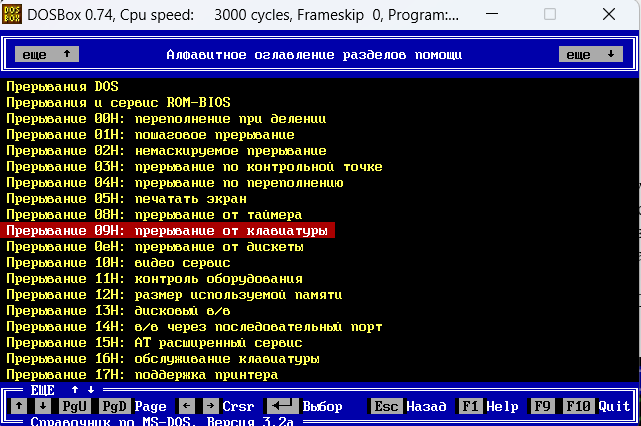 DOSBox 0.74, Cpu speed: 3000 cycles, Frameskip 0, Program:...
еще ↑ Алфавитное оглавление разделов помощи еще ↓
Прерывания DOS
Прерывания и сервис ROM-BIOS
Прерывание 00H: переполнение при делении
Прерывание 01H: пошаговое прерывание
Прерывание 02H: немаскируемое прерывание
Прерывание 03H: прерывание по контрольной точке
Прерывание 04H: прерывание по переполнению
Прерывание 05H: печатать экран
Прерывание 08H: прерывание от таймера
Прерывание 09H: прерывание от клавиатуры
Прерывание 0eH: прерывание от дискеты
Прерывание 10H: видео сервис
Прерывание 11H: контроль оборудования
Прерывание 12H: размер используемой памяти
Прерывание 13H: дисковый в/в
Прерывание 14H: в/в через последовательный порт
Прерывание 15H: AT расширенный сервис
Прерывание 16H: обслуживание клавиатуры
Прерывание 17H: поддержка принтера
ЕЩЕ ↑ ↓
↑ ↓ PgU PgD Page ← → Crsr ←┘ Выбор Esc Назад F1 Help F9 F10 Quit
Справочник по MS-DOS. Версия 3.2a